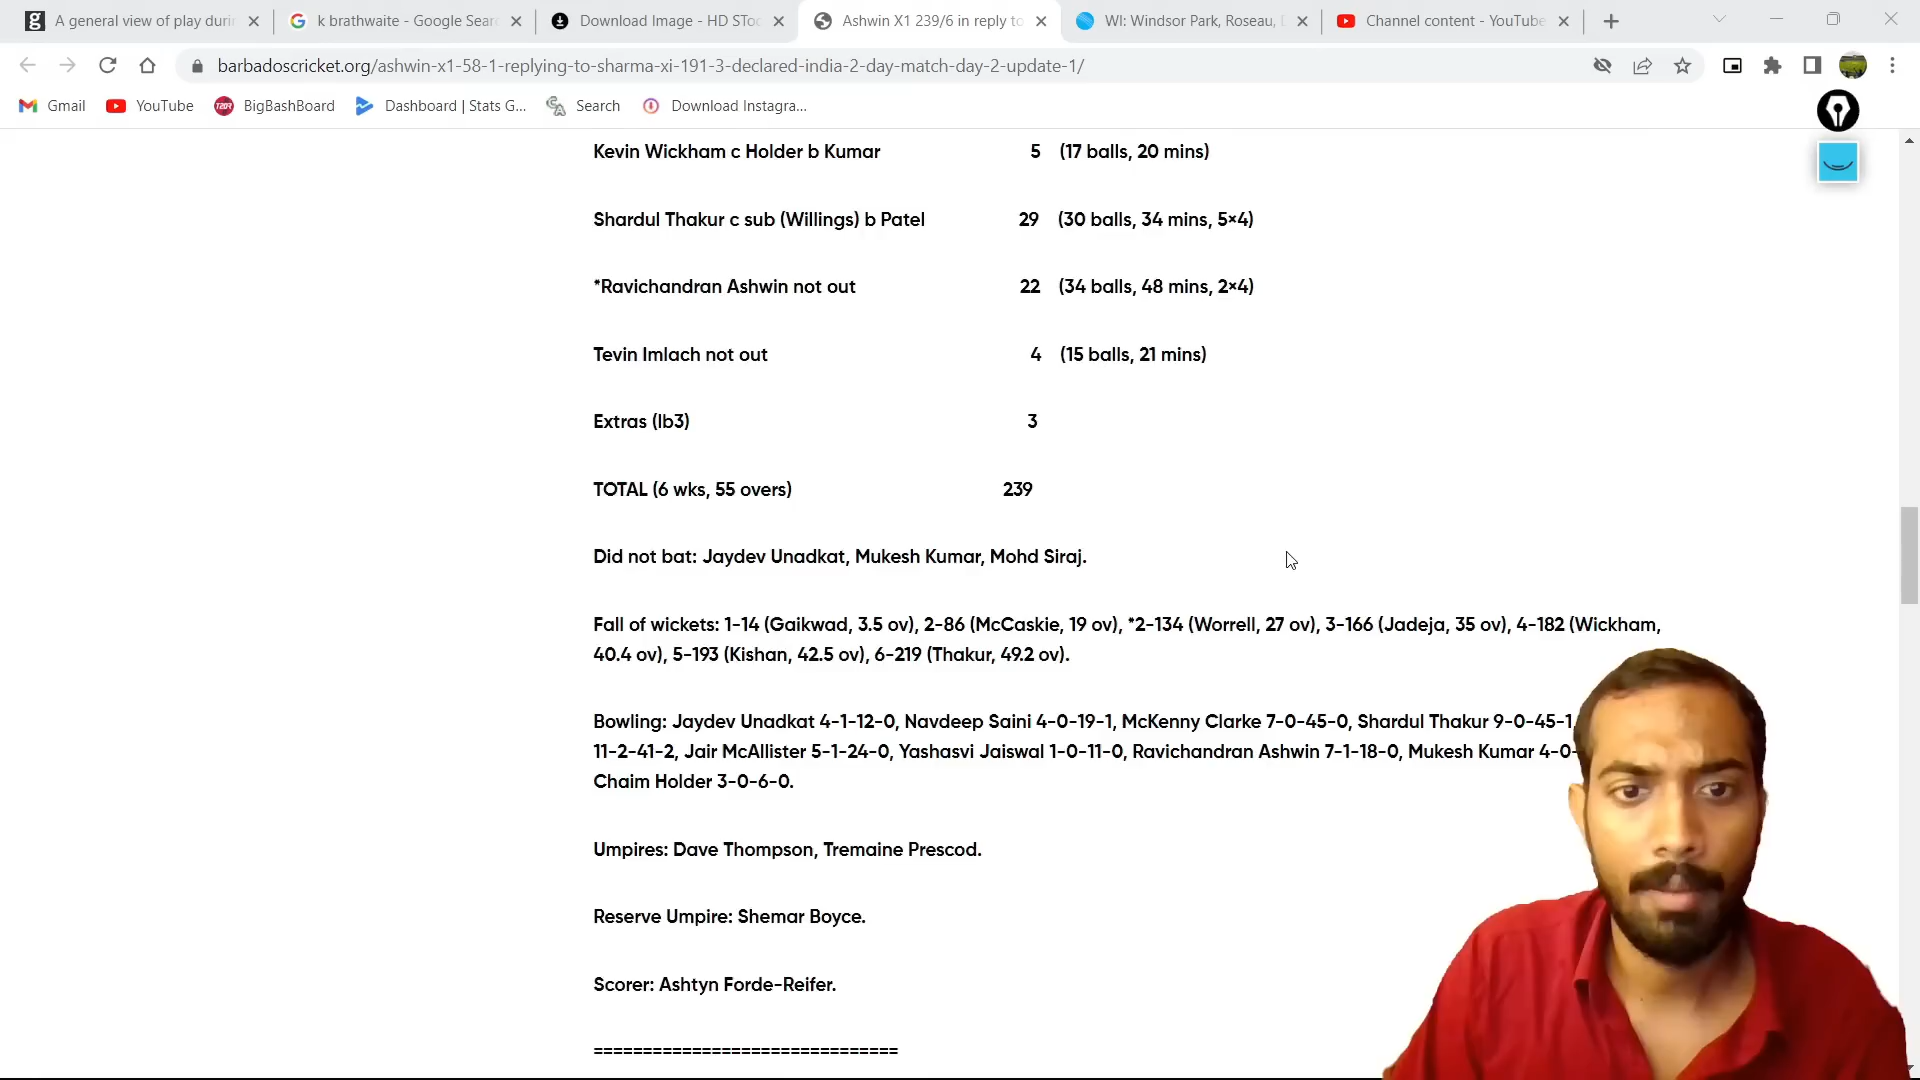 A general view of play durin
k brathwaite - Google Sear
Download Image - HD STo
Ashwin X1 239/6 in reply to
WI: Windsor Park, Roseau,
Channel content - YouTube
barbadoscricket.org/ashwin-x1-58-1-replying-to-sharma-xi-191-3-declared-india-2-day-match-day-2-update-1/
Gmail
YouTube
BigBashBoard
Dashboard | Stats G...
Search
Download Instagra...
Kevin Wickham c Holder b Kumar 5 (17 balls, 20 mins)
Shardul Thakur c sub (Willings) b Patel 29 (30 balls, 34 mins, 5×4)
*Ravichandran Ashwin not out 22 (34 balls, 48 mins, 2×4)
Tevin Imlach not out 4 (15 balls, 21 mins)
Extras (lb3) 3
TOTAL (6 wks, 55 overs) 239
Did not bat: Jaydev Unadkat, Mukesh Kumar, Mohd Siraj.
Fall of wickets: 1-14 (Gaikwad, 3.5 ov), 2-86 (McCaskie, 19 ov), *2-134 (Worrell, 27 ov), 3-166 (Jadeja, 35 ov), 4-182 (Wickham,
40.4 ov), 5-193 (Kishan, 42.5 ov), 6-219 (Thakur, 49.2 ov).
Bowling: Jaydev Unadkat 4-1-12-0, Navdeep Saini 4-0-19-1, McKenny Clarke 7-0-45-0, Shardul Thakur 9-0-45-1,
11-2-41-2, Jair McAllister 5-1-24-0, Yashasvi Jaiswal 1-0-11-0, Ravichandran Ashwin 7-1-18-0, Mukesh Kumar 4-0-
Chaim Holder 3-0-6-0.
Umpires: Dave Thompson, Tremaine Prescod.
Reserve Umpire: Shemar Boyce.
Scorer: Ashtyn Forde-Reifer.
===============================